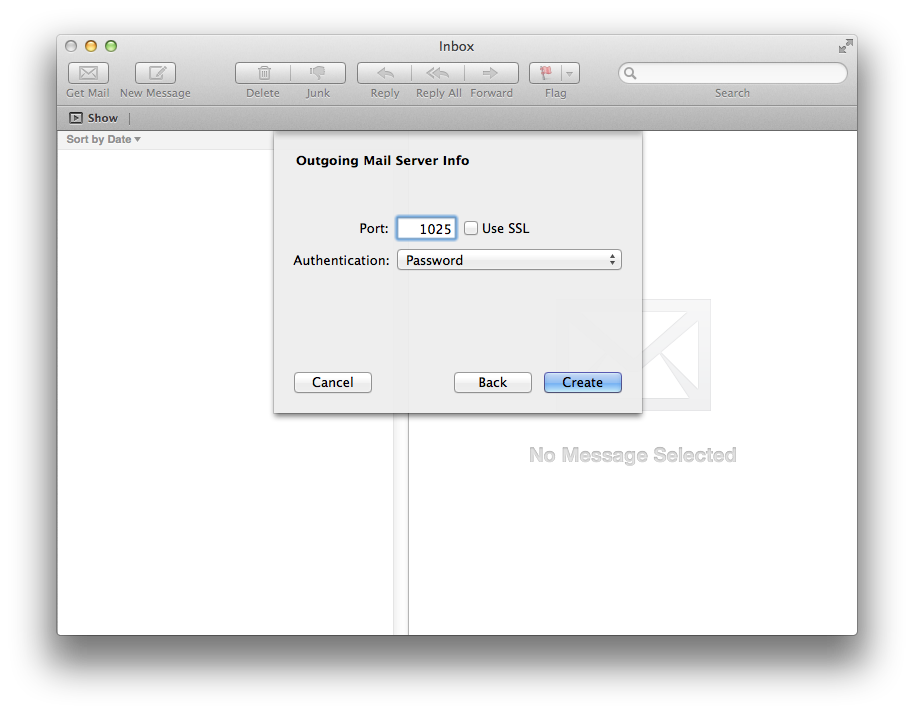 Inbox
Get Mail New Message Delete Junk Reply Reply All Forward Flag Search
Show
Sort by Date
Outgoing Mail Server Info
Port: 1025 Use SSL
Authentication: Password
Cancel Back Create
No Message Selected